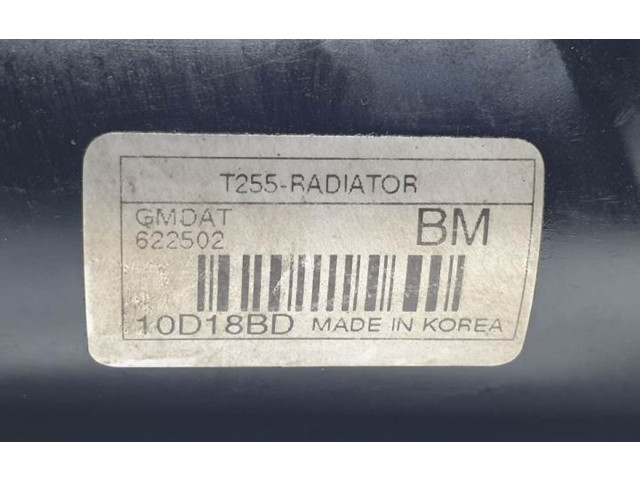 T255-RADIATOR
GMDAT
622502
BM
10D18BD MADE IN KOREA